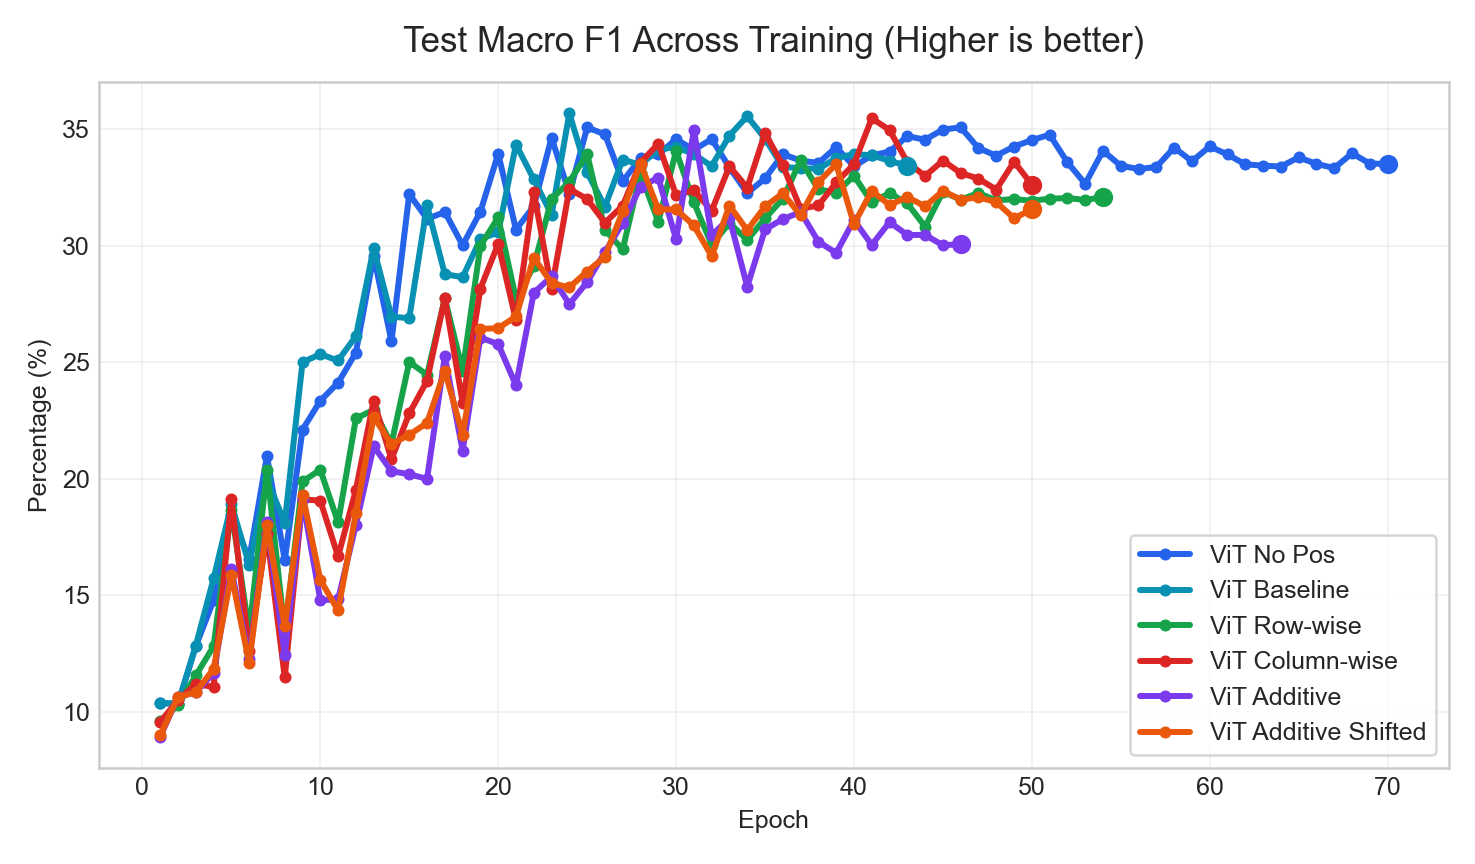 Test Macro F1 Across Training (Higher is better)
Percentage (%)
35
30
25
20
15
10
0
10
20
30
40
50
60
70
Epoch
ViT No Pos
ViT Baseline
ViT Row-wise
ViT Column-wise
ViT Additive
ViT Additive Shifted